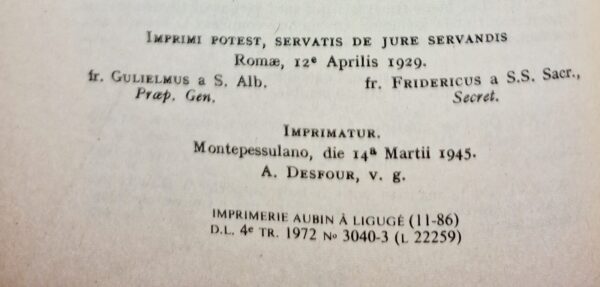 IMPRIMI POTEST, SERVATIS DE JURE SERVANDIS
Romæ, 12ᵉ Aprilis 1929.
fr. GULIELMUS a S. Alb. fr. FRIDERICUS a S.S. Sacr.,
Præp. Gen. Secret.
IMPRIMATUR.
Montepessulano, die 14ª Martii 1945.
A. DESFOUR, v. g.
IMPRIMERIE AUBIN À LIGUGÉ (11-86)
D.L. 4ᵉ TR. 1972 Nº 3040-3 (L 22259)